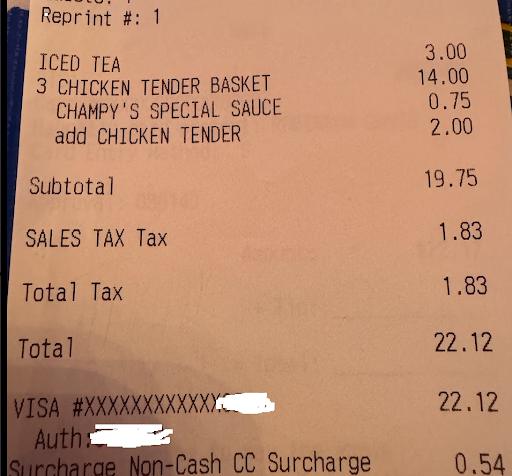 Reprint #: 1
ICED TEA 3.00
3 CHICKEN TENDER BASKET 14.00
CHAMPY'S SPECIAL SAUCE 0.75
add CHICKEN TENDER 2.00
Subtotal 19.75
SALES TAX Tax 1.83
Total Tax 1.83
Total 22.12
VISA #XXXXXXXXXXXX 22.12
Auth:
Surcharge Non-Cash CC Surcharge 0.54